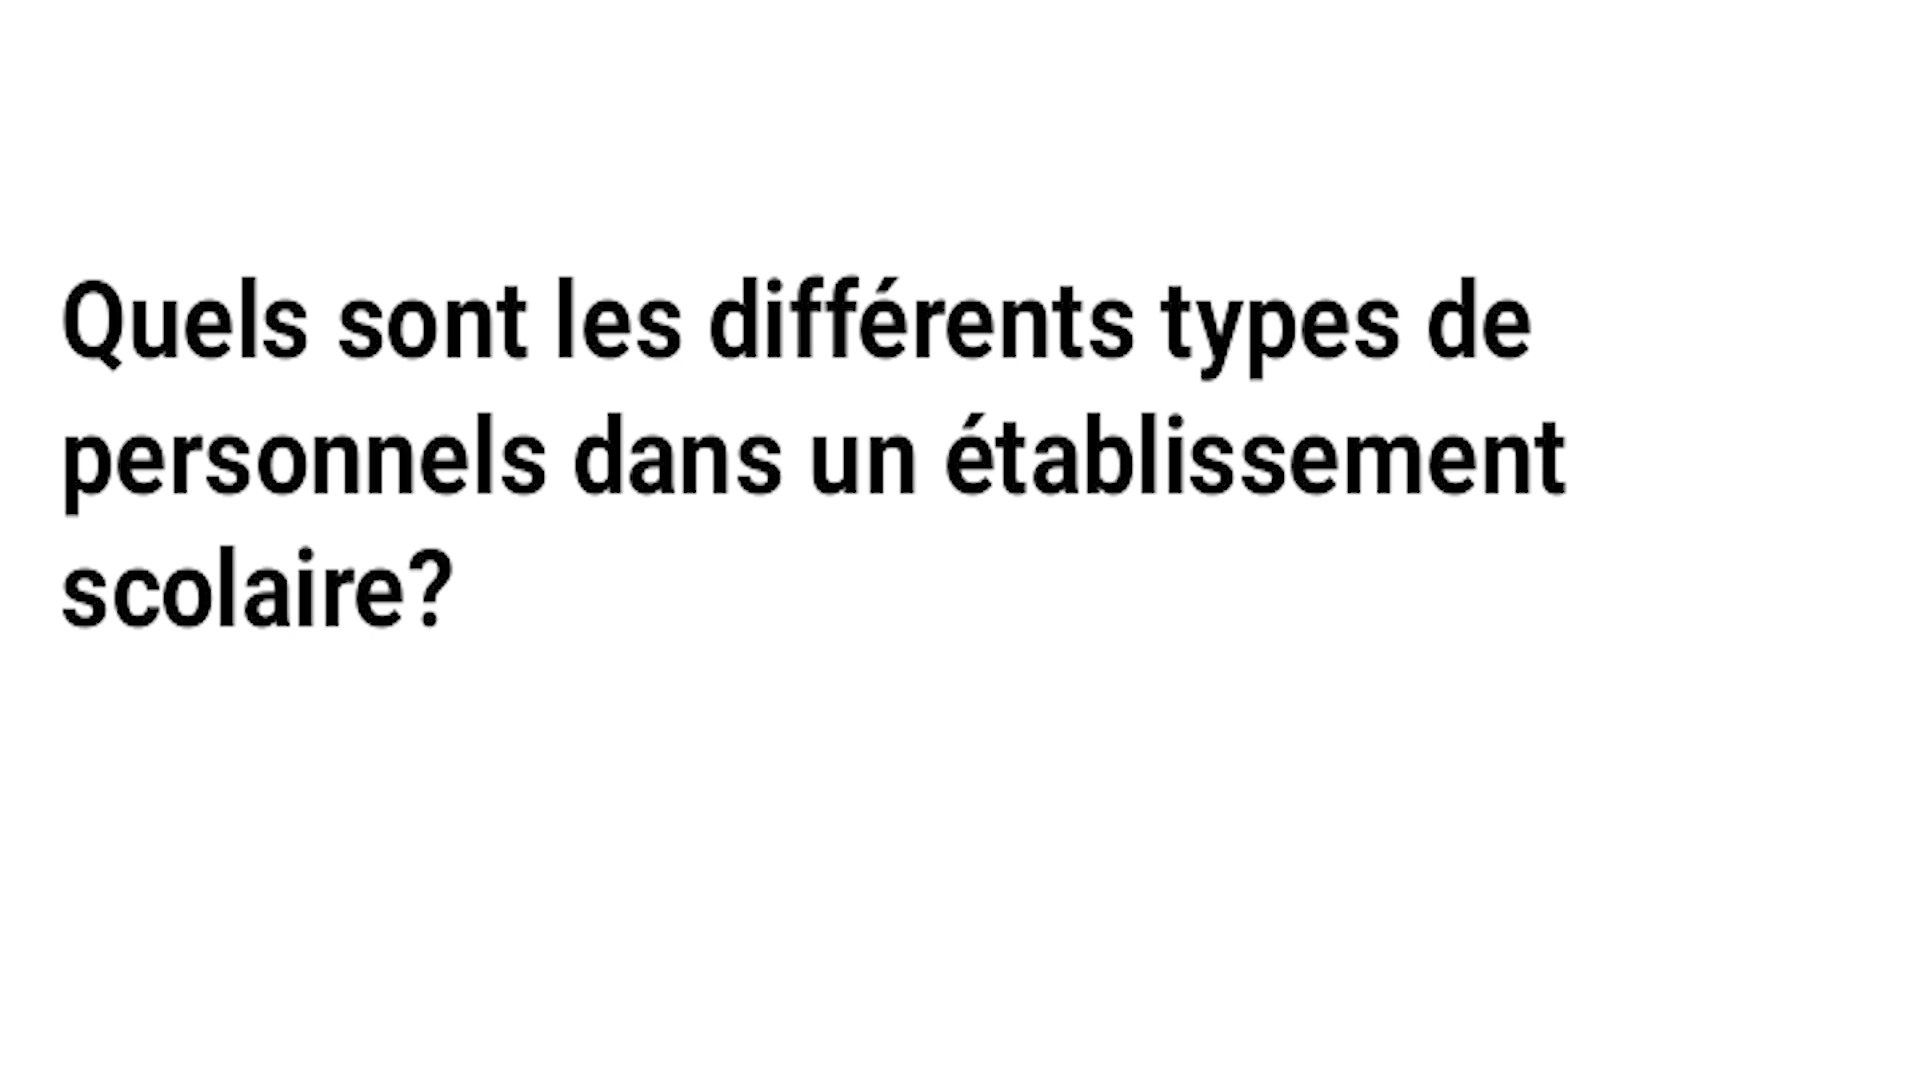 Quels sont les différents types de
personnels dans un établissement
scolaire?